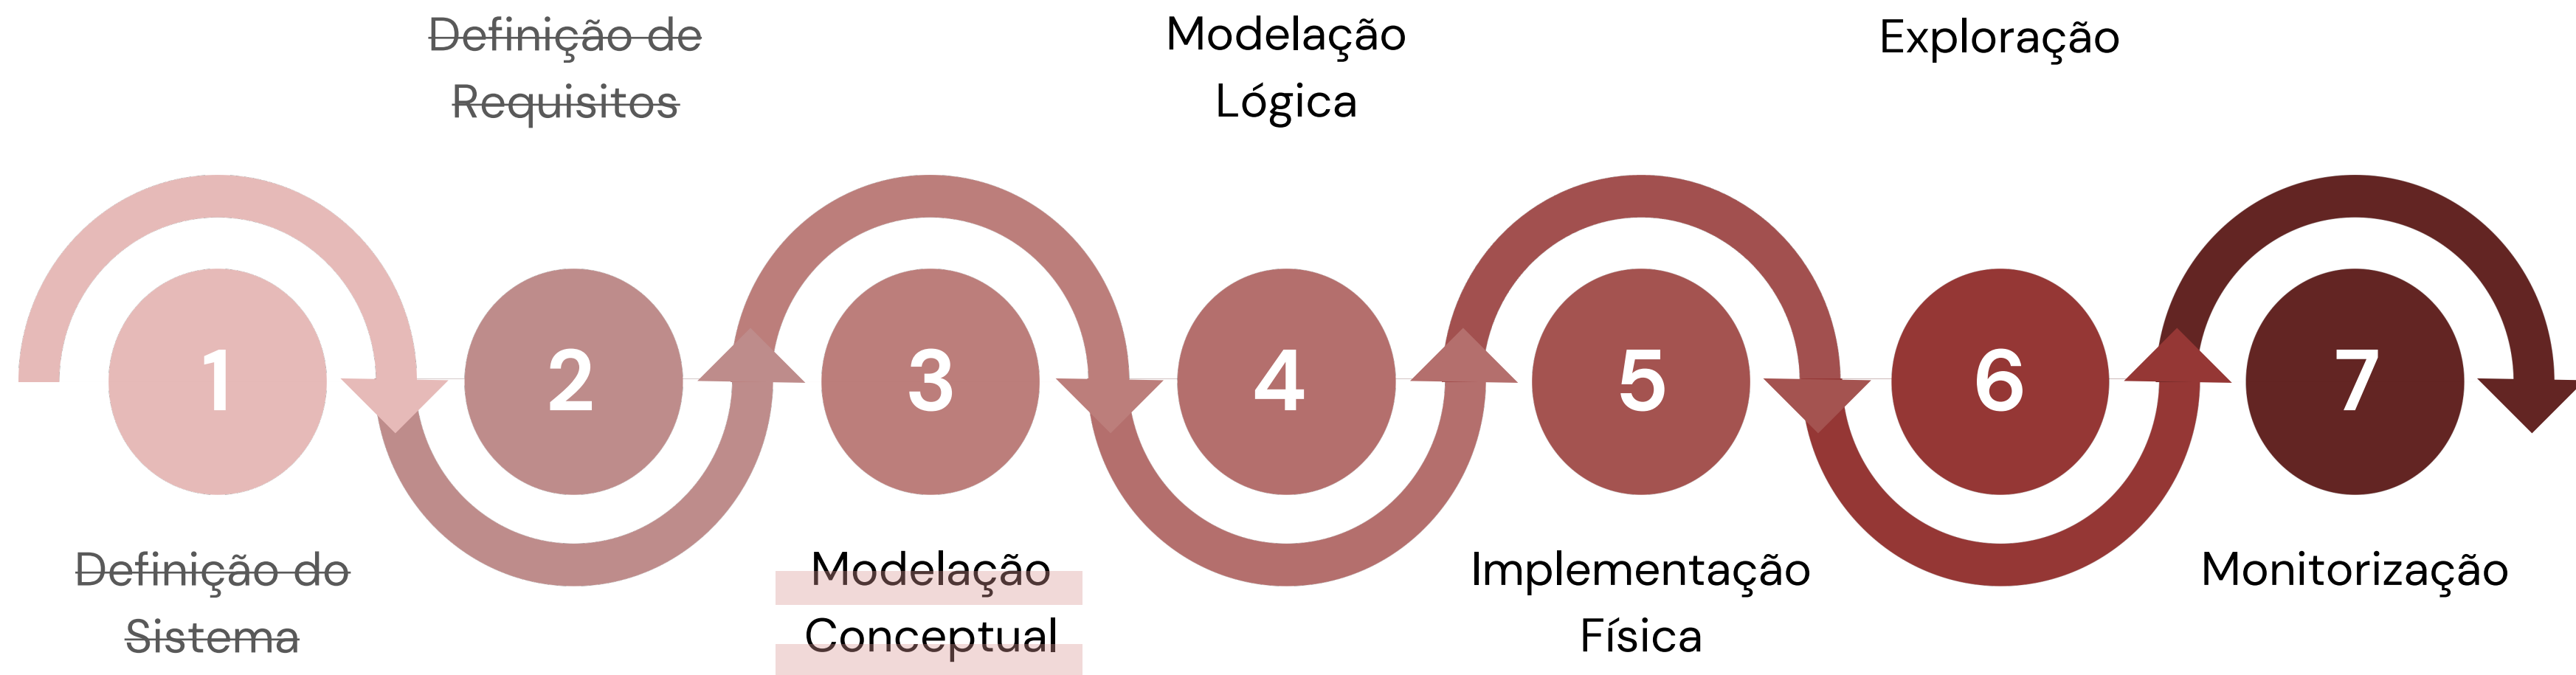 Definição de
Requisitos
Modelação
Lógica
Exploração
1
2
3
4
5
6
7
Definição do
Sistema
Modelação
Conceptual
Implementação
Física
Monitorização